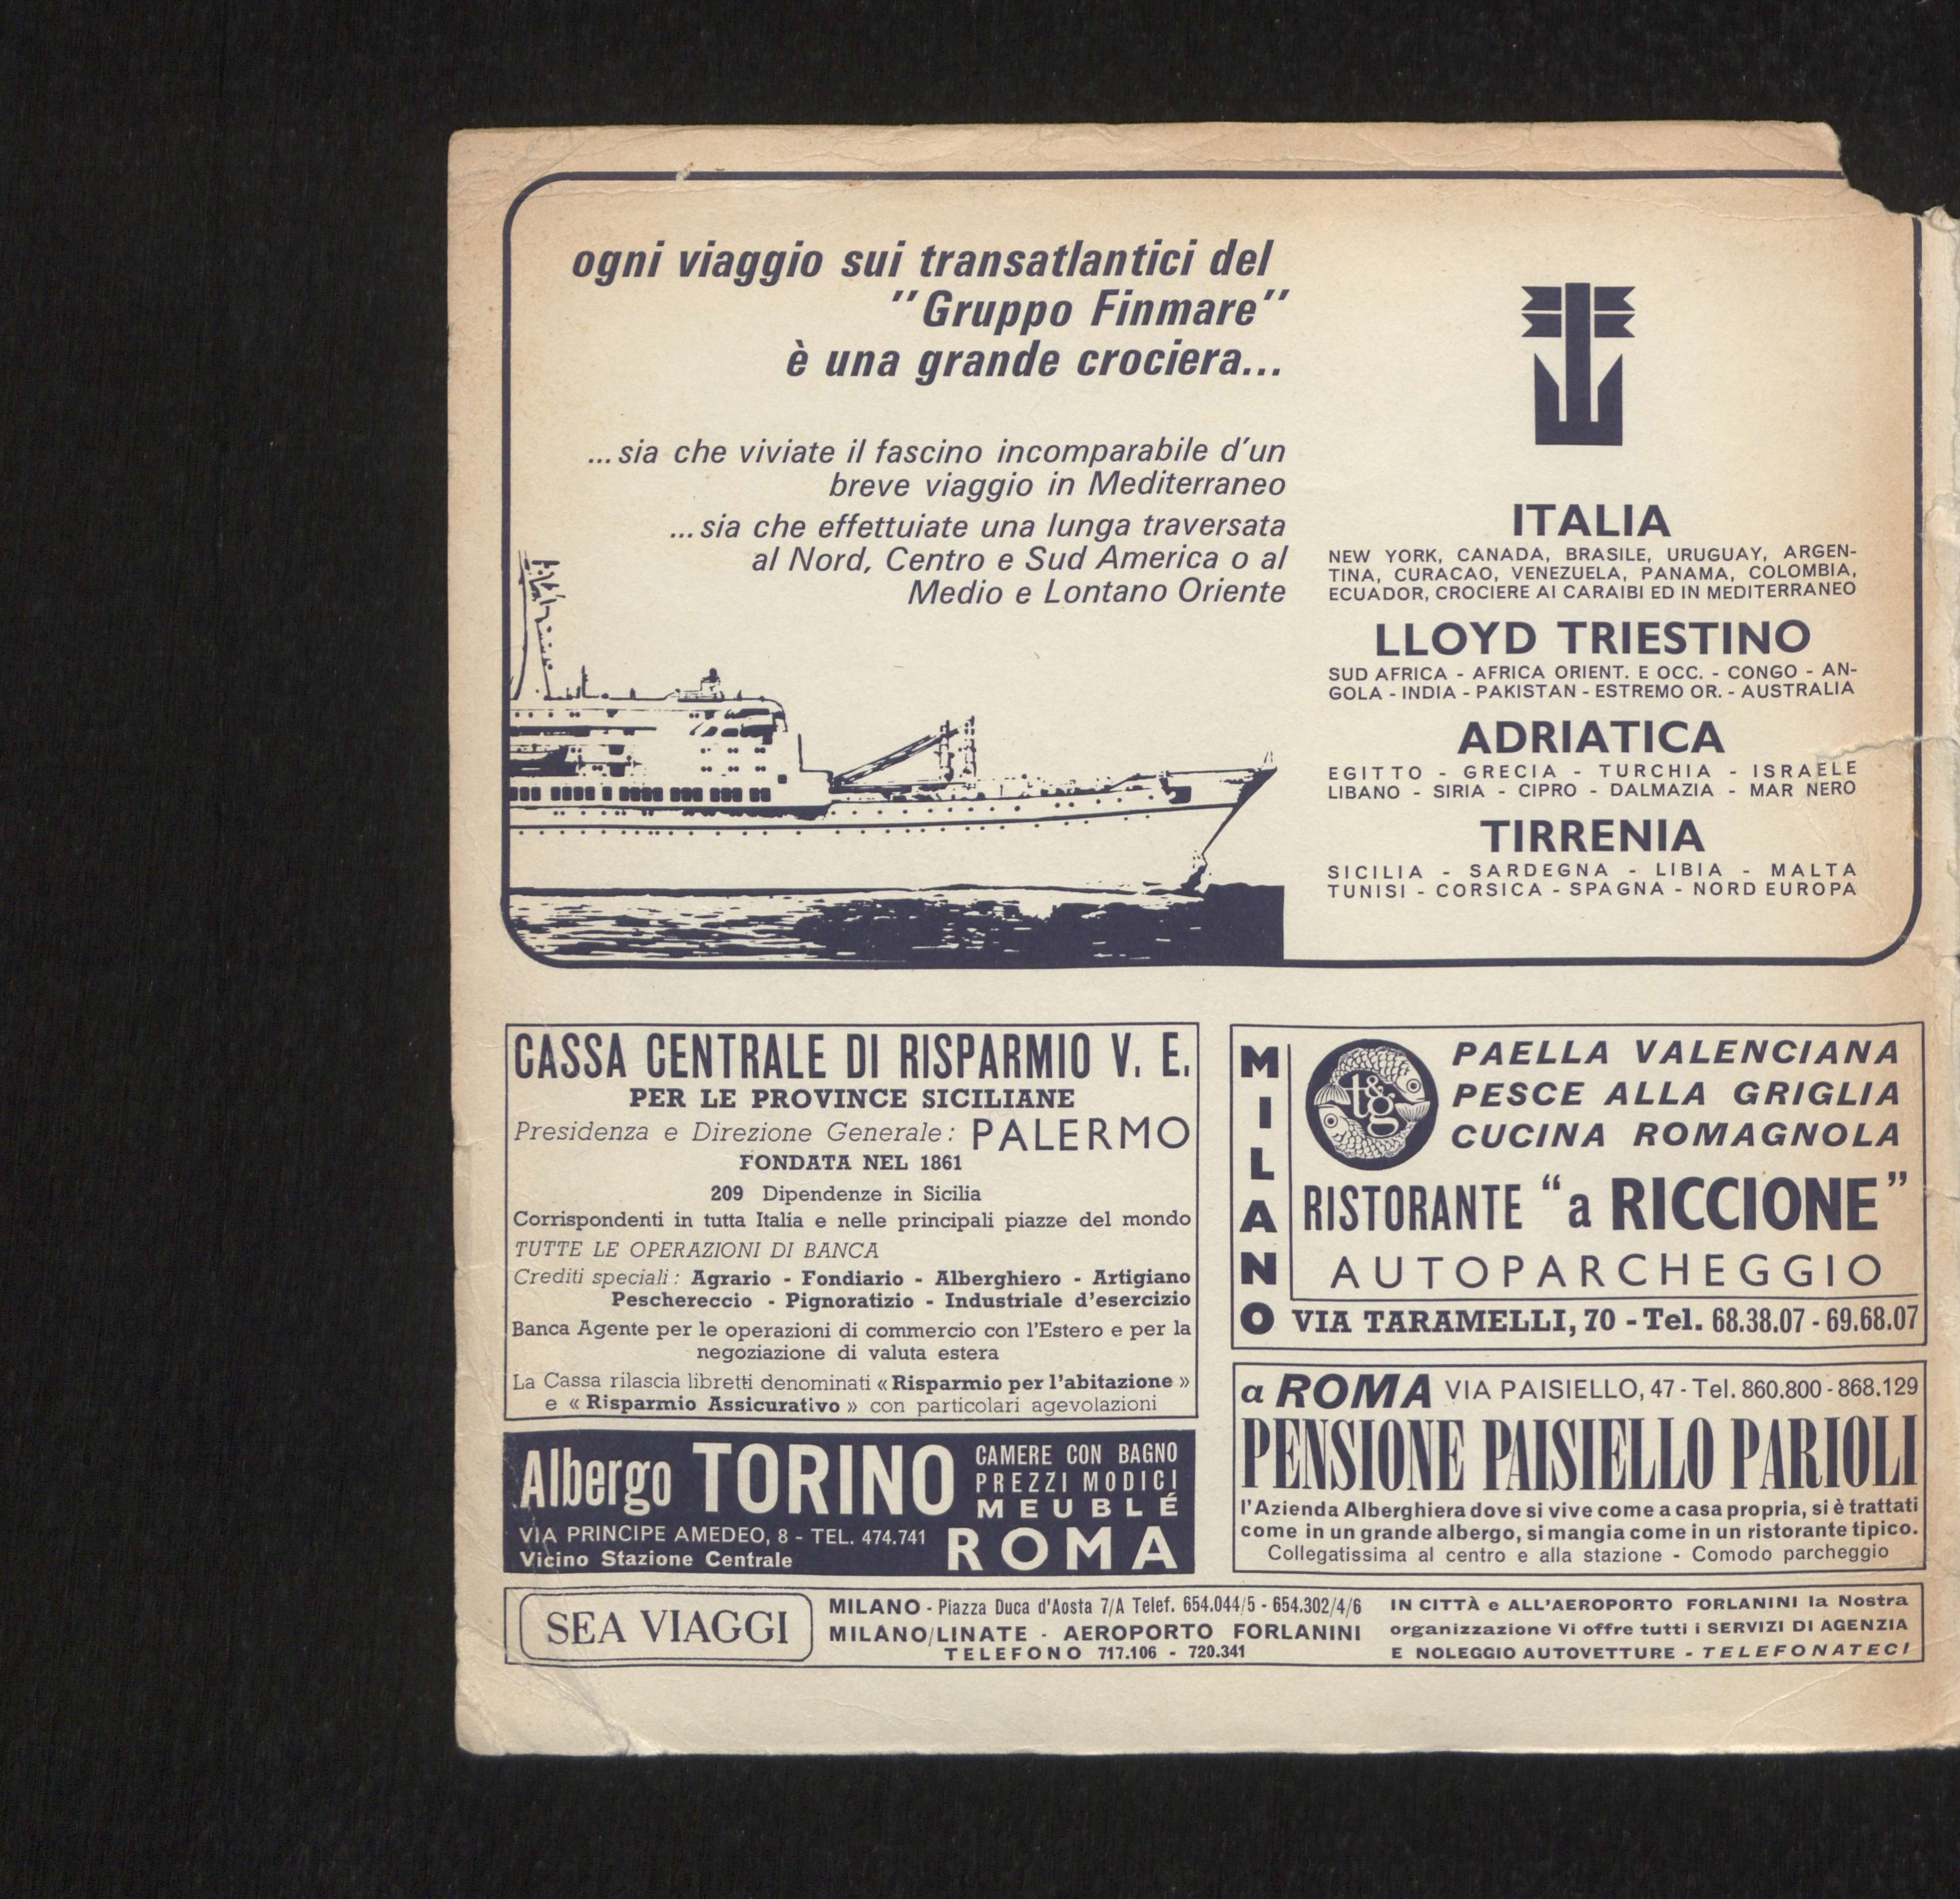 ogni viaggio sui transatlantici del
"Gruppo Finmare"
è una grande crociera...
...sia che viviate il fascino incomparabile d'un
breve viaggio in Mediterraneo
...sia che effettuiate una lunga traversata
al Nord, Centro e Sud America o al
Medio e Lontano Oriente
ITALIA
NEW YORK, CANADA, BRASILE, URUGUAY, ARGEN-
TINA, CURACAO, VENEZUELA, PANAMA, COLOMBIA,
ECUADOR, CROCIERE AI CARAIBI ED IN MEDITERRANEO
LLOYD TRIESTINO
SUD AFRICA - AFRICA ORIENT. E OCC. - CONGO - AN-
GOLA - INDIA - PAKISTAN - ESTREMO OR. - AUSTRALIA
ADRIATICA
EGITTO - GRECIA - TURCHIA - ISRAELE
LIBANO - SIRIA - CIPRO - DALMAZIA - MAR NERO
TIRRENIA
SICILIA - SARDEGNA - LIBIA - MALTA
TUNISI - CORSICA - SPAGNA - NORD EUROPA
CASSA CENTRALE DI RISPARMIO V. E.
PER LE PROVINCE SICILIANE
Presidenza e Direzione Generale: PALERMO
FONDATA NEL 1861
209 Dipendenze in Sicilia
Corrispondenti in tutta Italia e nelle principali piazze del mondo
TUTTE LE OPERAZIONI DI BANCA
Crediti speciali: Agrario - Fondiario - Alberghiero - Artigiano
Peschereccio - Pignoratizio - Industriale d'esercizio
Banca Agente per le operazioni di commercio con l'Estero e per la
negoziazione di valuta estera
La Cassa rilascia libretti denominati « Risparmio per l'abitazione »
e « Risparmio Assicurativo » con particolari agevolazioni
Albergo TORINO
CAMERE CON BAGNO
PREZZI MODICI
MEUBLÉ
VIA PRINCIPE AMEDEO, 8 - TEL. 474.741
Vicino Stazione Centrale
ROMA
MILANO
t&g
PAELLA VALENCIANA
PESCE ALLA GRIGLIA
CUCINA ROMAGNOLA
RISTORANTE "a RICCIONE"
AUTOPARCHEGGIO
VIA TARAMELLI, 70 - Tel. 68.38.07 - 69.68.07
a ROMA VIA PAISIELLO, 47 - Tel. 860.800 - 868.129
PENSIONE PAISIELLO PARIOLI
l'Azienda Alberghiera dove si vive come a casa propria, si è trattati
come in un grande albergo, si mangia come in un ristorante tipico.
Collegatissima al centro e alla stazione - Comodo parcheggio
SEA VIAGGI
MILANO - Piazza Duca d'Aosta 7/A Telef. 654.044/5 - 654.302/4/6
MILANO/LINATE - AEROPORTO FORLANINI
TELEFONO 717.106 - 720.341
IN CITTÀ e ALL'AEROPORTO FORLANINI la Nostra
organizzazione Vi offre tutti i SERVIZI DI AGENZIA
E NOLEGGIO AUTOVETTURE - TELEFONATECI